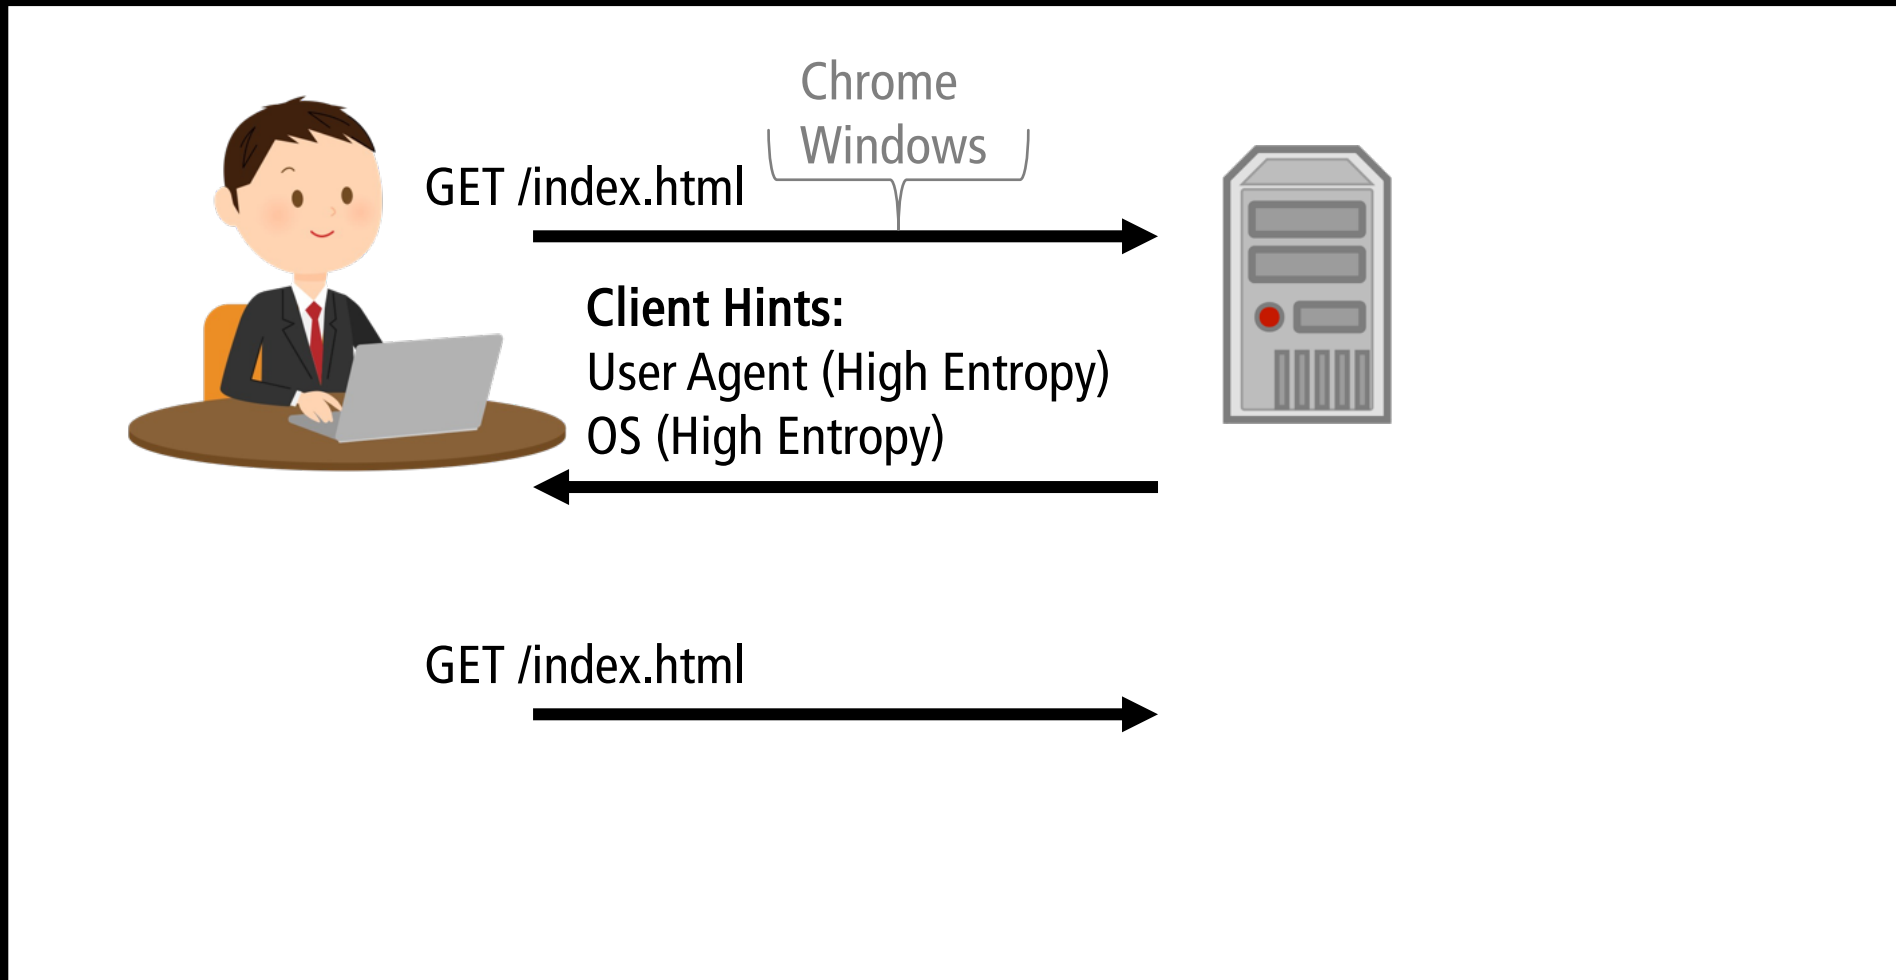 Chrome
Windows
GET /index.html
Client Hints:
User Agent (High Entropy)
OS (High Entropy)
GET /index.html